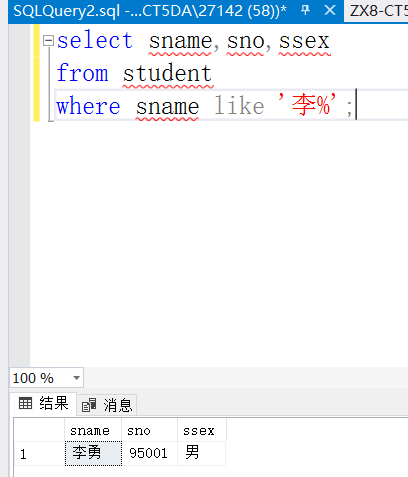 SQLQuery2.sql -...CT5DA\27142 (58))* ZX8-CT5
select sname,sno,ssex
from student
where sname like '李%';
100 %
结果 消息
sname sno ssex
1 李勇 95001 男